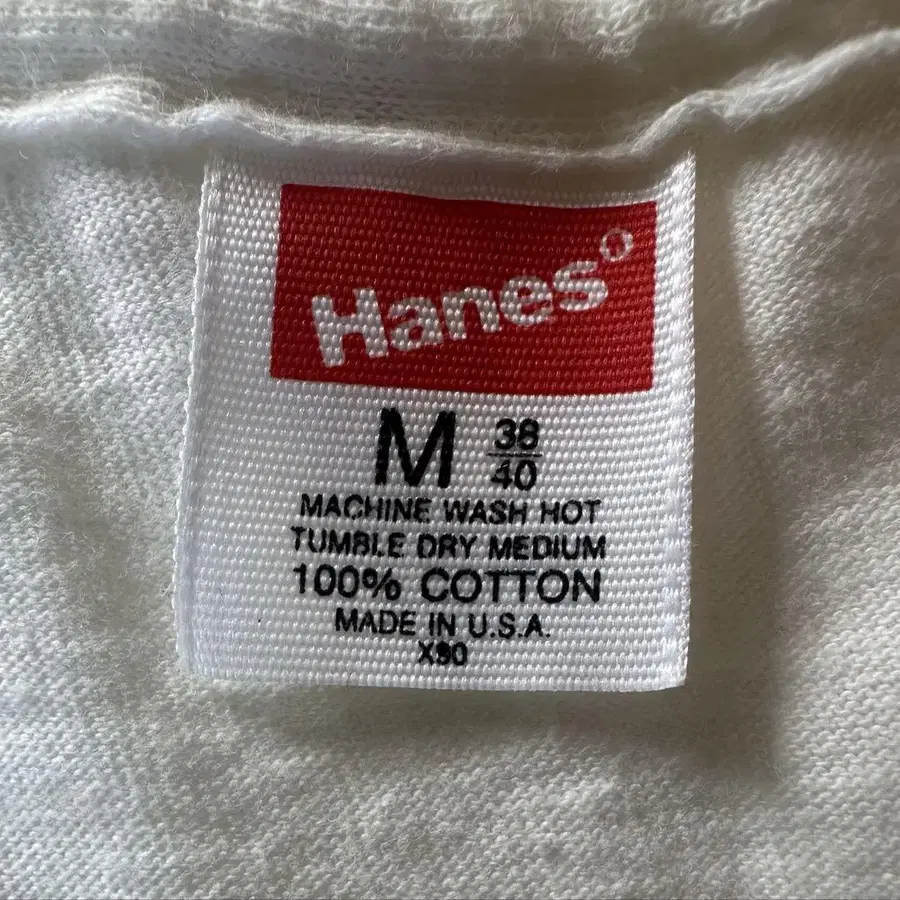 Hanes
M 38/40
MACHINE WASH HOT
TUMBLE DRY MEDIUM
100% COTTON
MADE IN U.S.A.
X90